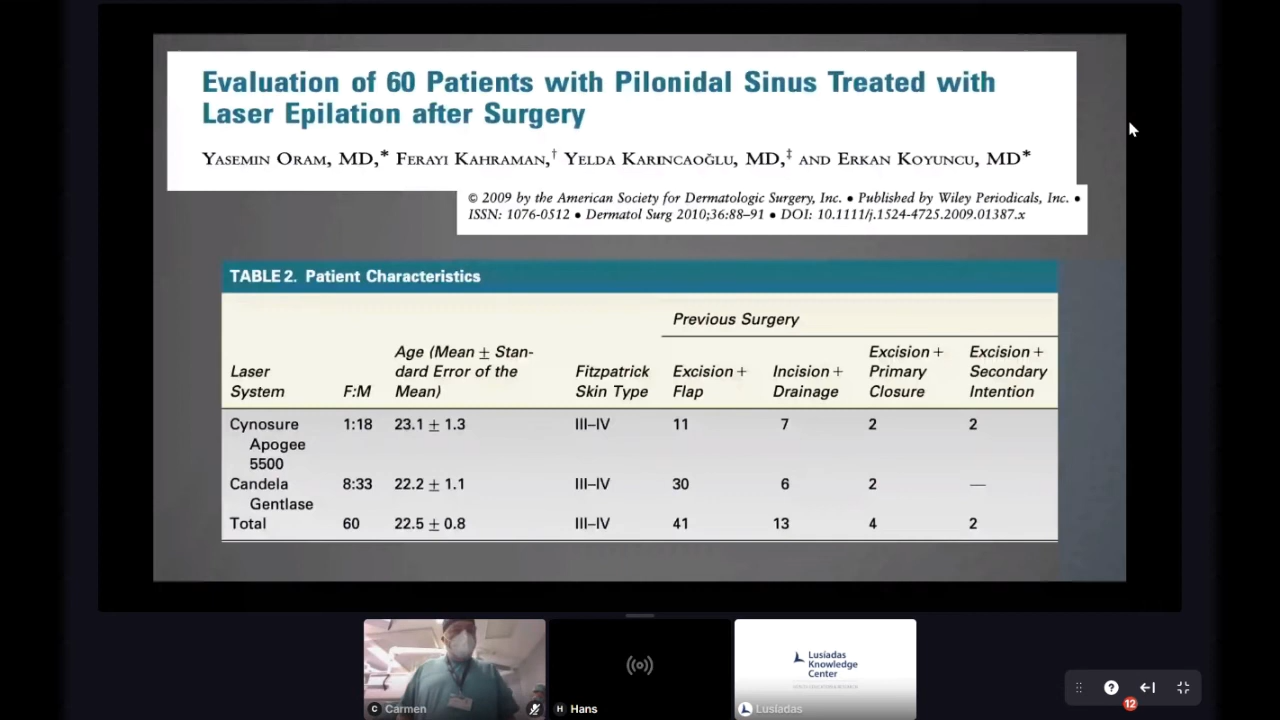 Evaluation of 60 Patients with Pilonidal Sinus Treated with
Laser Epilation after Surgery
YASEMIN ORAM, MD,* FERAYI KAHRAMAN,† YELDA KARINCAOĞLU, MD,‡ AND ERKAN KOYUNCU, MD*
© 2009 by the American Society for Dermatologic Surgery, Inc. • Published by Wiley Periodicals, Inc. •
ISSN: 1076-0512 • Dermatol Surg 2010;36:88–91 • DOI: 10.1111/j.1524-4725.2009.01387.x
TABLE 2. Patient Characteristics
Previous Surgery
Age (Mean ± Stan- Excision + Excision +
Laser dard Error of the Fitzpatrick Excision + Incision + Primary Secondary
System F:M Mean) Skin Type Flap Drainage Closure Intention
Cynosure 1:18 23.1 ± 1.3 III–IV 11 7 2 2
Apogee
5500
Candela 8:33 22.2 ± 1.1 III–IV 30 6 2 —
Gentlase
Total 60 22.5 ± 0.8 III–IV 41 13 4 2
Lusíadas
Knowledge
Center
C Carmen
H Hans
Lusíadas
?
12